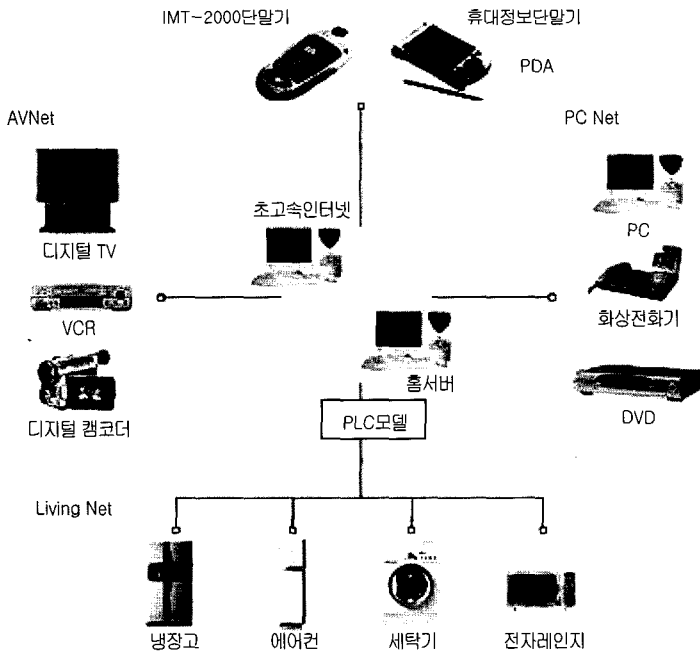 IMT-2000단말기
휴대정보단말기
PDA
AVNet
PC Net
초고속인터넷
디지털 TV
PC
VCR
화상전화기
홈서버
디지털 캠코더
PLC모델
DVD
Living Net
냉장고
에어컨
세탁기
전자레인지